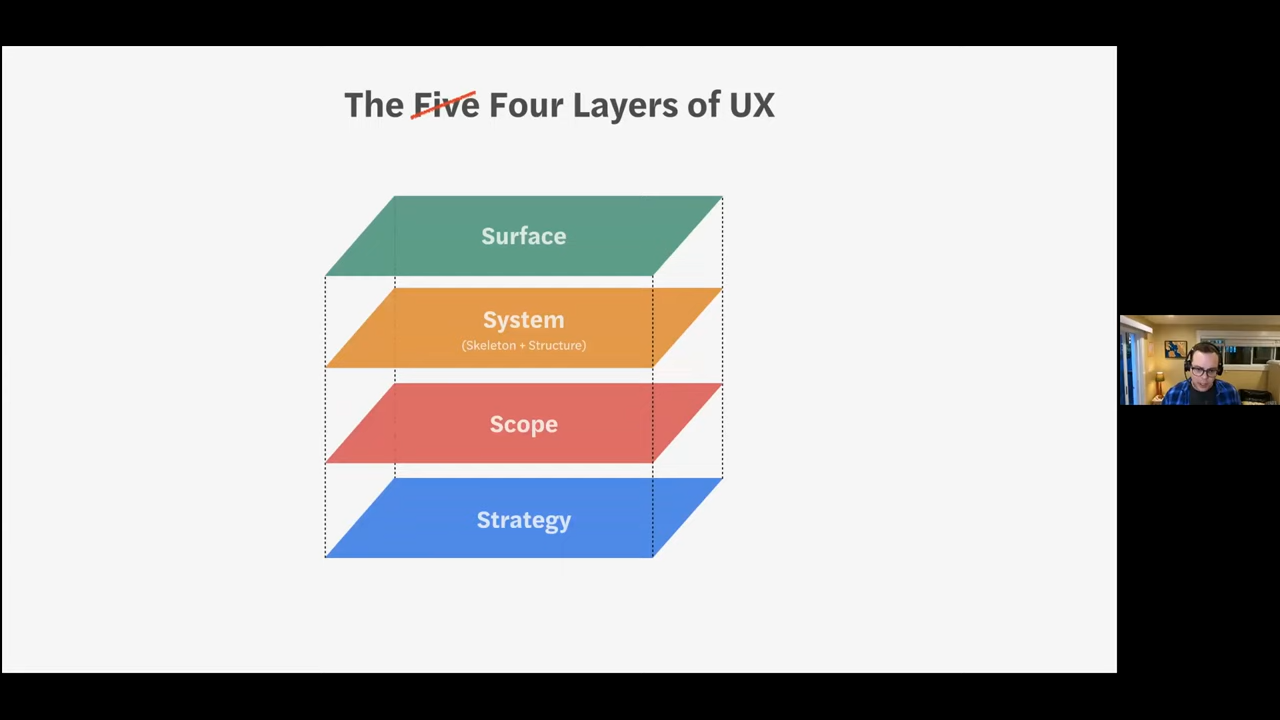 The Five Four Layers of UX
Surface
System
(Skeleton + Structure)
Scope
Strategy